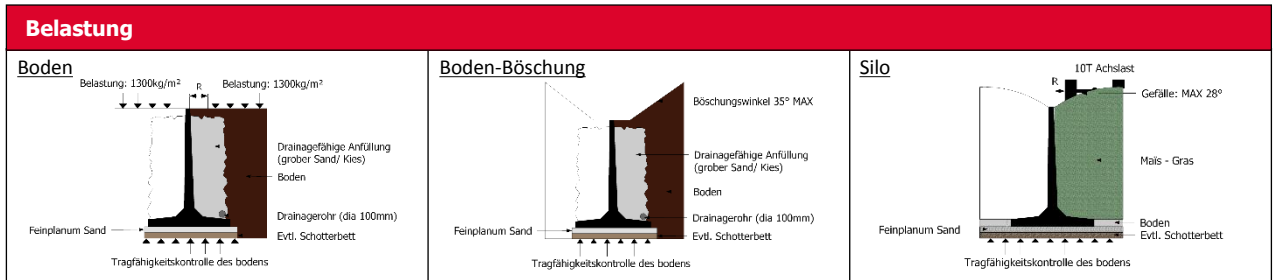 Belastung
Boden
Belastung: 1300kg/m²
R
Belastung: 1300kg/m²
Drainagefähige Anfüllung
(grober Sand/ Kies)
Boden
Drainagerohr (dia 100mm)
Feinplanum Sand
Evtl. Schotterbett
Tragfähigkeitskontrolle des bodens
Boden-Böschung
Böschungswinkel 35° MAX
Drainagefähige Anfüllung
(grober Sand/ Kies)
Boden
Drainagerohr (dia 100mm)
Feinplanum Sand
Evtl. Schotterbett
Tragfähigkeitskontrolle des bodens
Silo
10T Achslast
R
Gefälle: MAX 28°
Maïs - Gras
Boden
Feinplanum Sand
Evtl. Schotterbett
Tragfähigkeitskontrolle des bodens